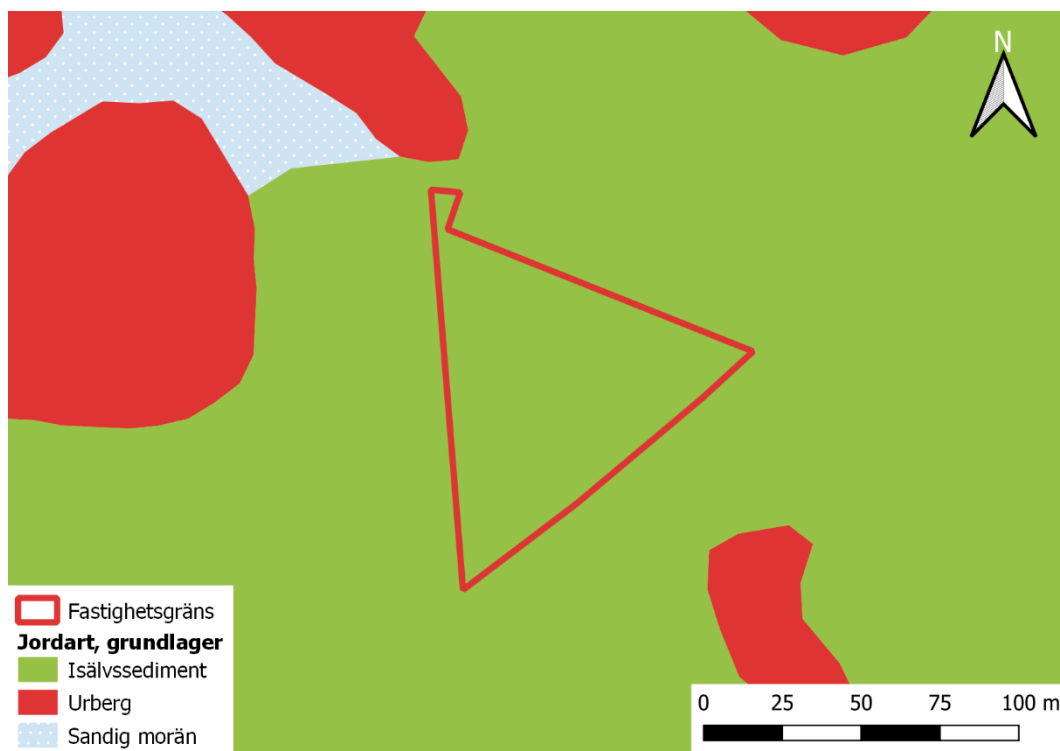 N
Fastighetsgräns
Jordart, grundlager
Isälvssediment
Urberg
Sandig morän
0 25 50 75 100 m